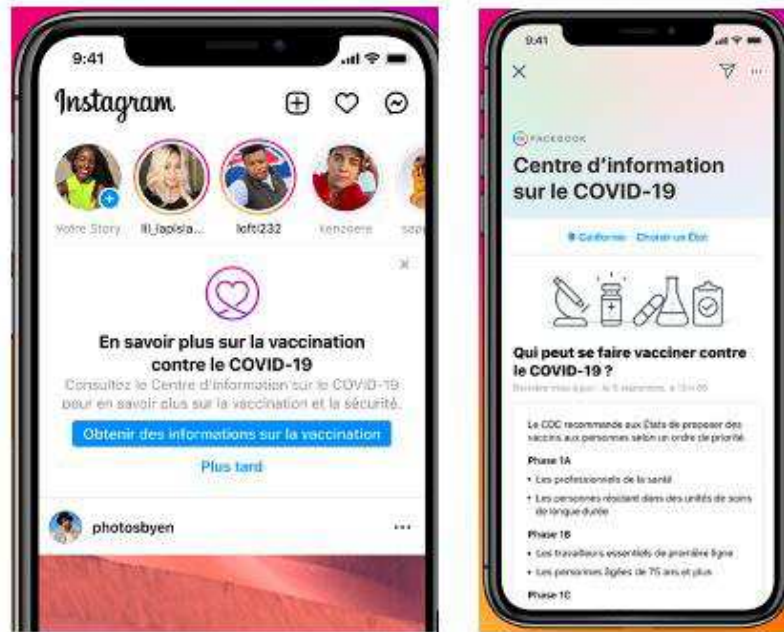 9:41
Instagram
Votre Story
lil_lapisla...
lofti232
kenzoere
sapp
En savoir plus sur la vaccination
contre le COVID-19
Consultez le Centre d'information sur le COVID-19
pour en savoir plus sur la vaccination et la sécurité.
Obtenir des informations sur la vaccination
Plus tard
photosbyen
9:41
FACEBOOK
Centre d'information
sur le COVID-19
Californie Choisir un État
Qui peut se faire vacciner contre
le COVID-19 ?
Dernière mise à jour : le
Le CDC recommande aux États de proposer des
vaccins aux personnes selon un ordre de priorité.
Phase 1A
• Les professionnels de la santé
• Les personnes résidant dans des unités de soins
de longue durée
Phase 1B
• Les travailleurs essentiels de première ligne
• Les personnes âgées de 75 ans et plus
Phase 1C